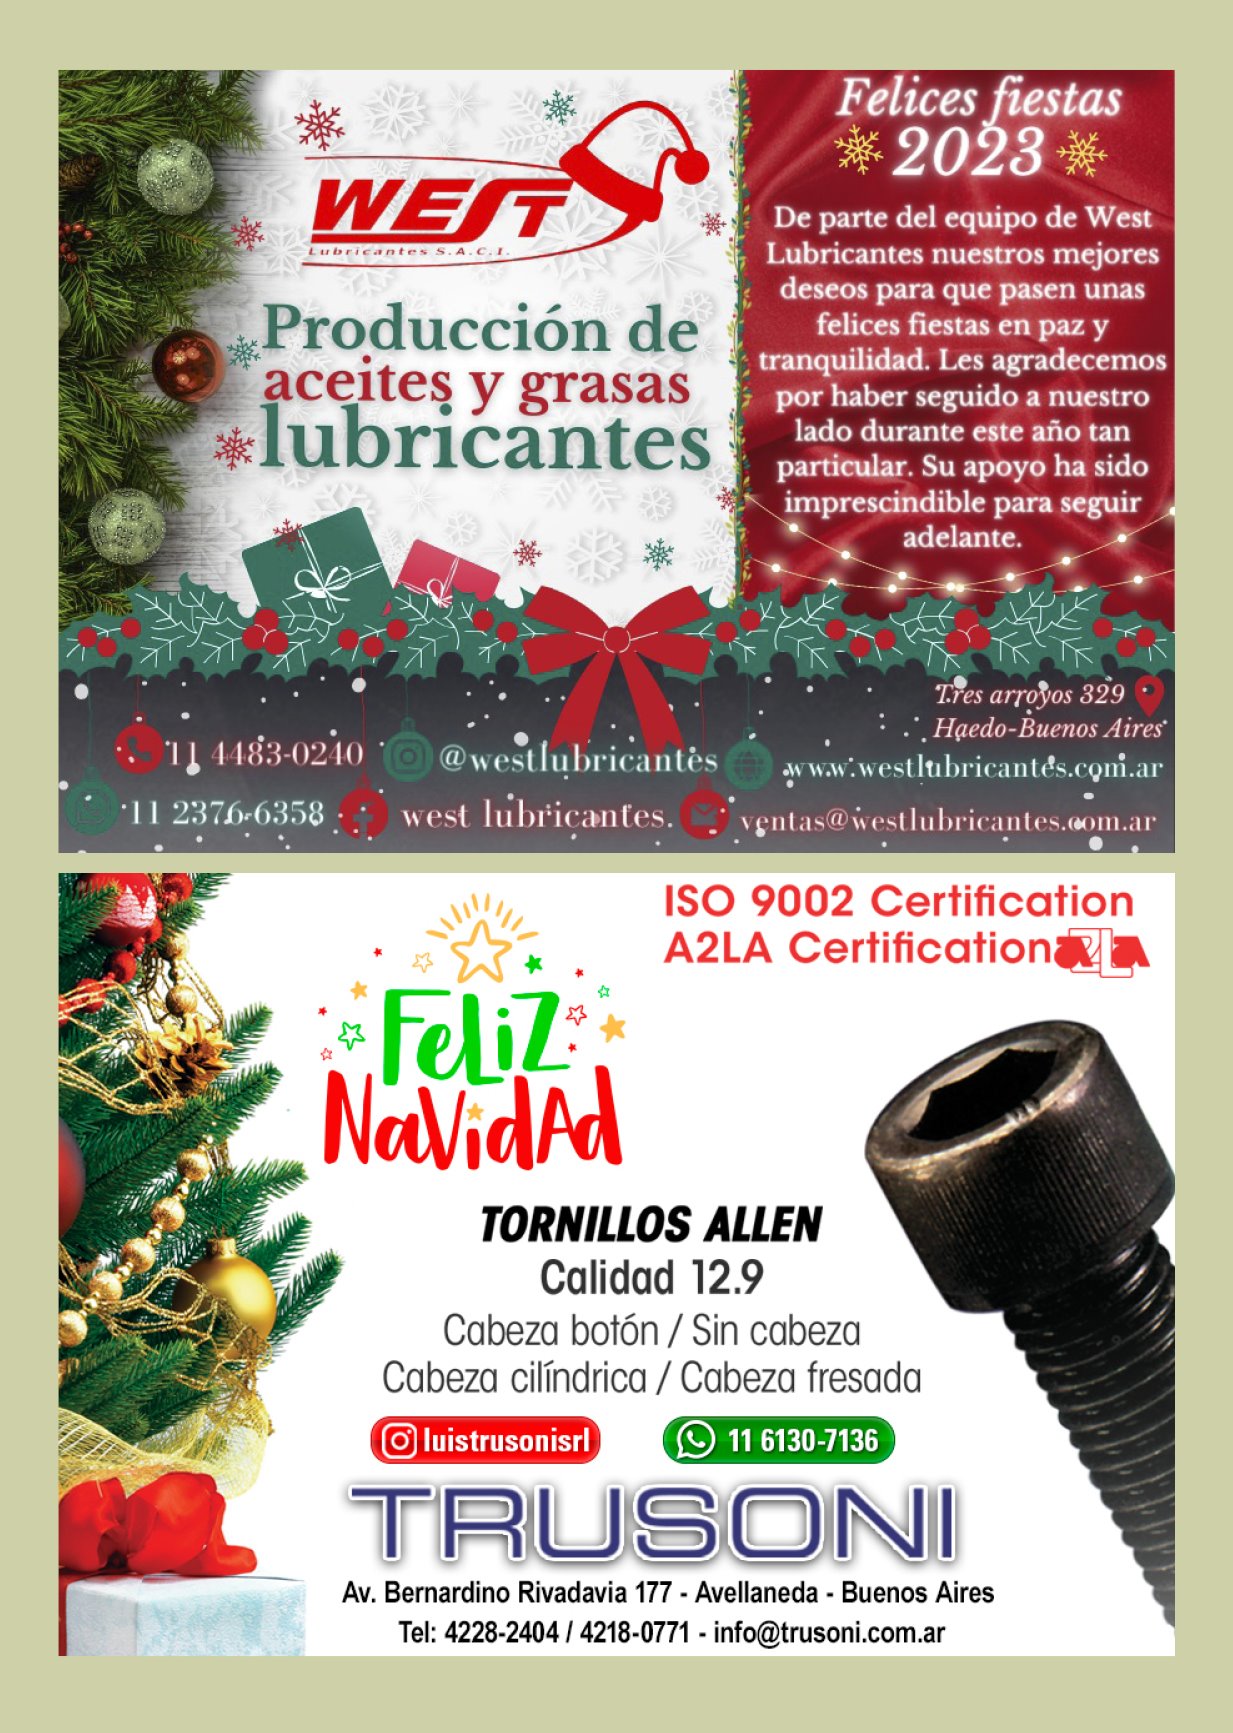 WEST
Lubricantes S.A.C.I.
Producción de
aceites y grasas
lubricantes
Felices fiestas
2023
De parte del equipo de West
Lubricantes nuestros mejores
deseos para que pasen unas
felices fiestas en paz y
tranquilidad. Les agradecemos
por haber seguido a nuestro
lado durante este año tan
particular. Su apoyo ha sido
imprescindible para seguir
adelante.
Tres arroyos 329
Haedo-Buenos Aires
11 4483-0240
@westlubricantes
www.westlubricantes.com.ar
11 2376-6358
west lubricantes
ventas@westlubricantes.com.ar
ISO 9002 Certification
A2LA Certification a2la
Feliz
NavidAd
TORNILLOS ALLEN
Calidad 12.9
Cabeza botón / Sin cabeza
Cabeza cilíndrica / Cabeza fresada
luistrusonisrl
11 6130-7136
TRUSONI
Av. Bernardino Rivadavia 177 - Avellaneda - Buenos Aires
Tel: 4228-2404 / 4218-0771 - info@trusoni.com.ar